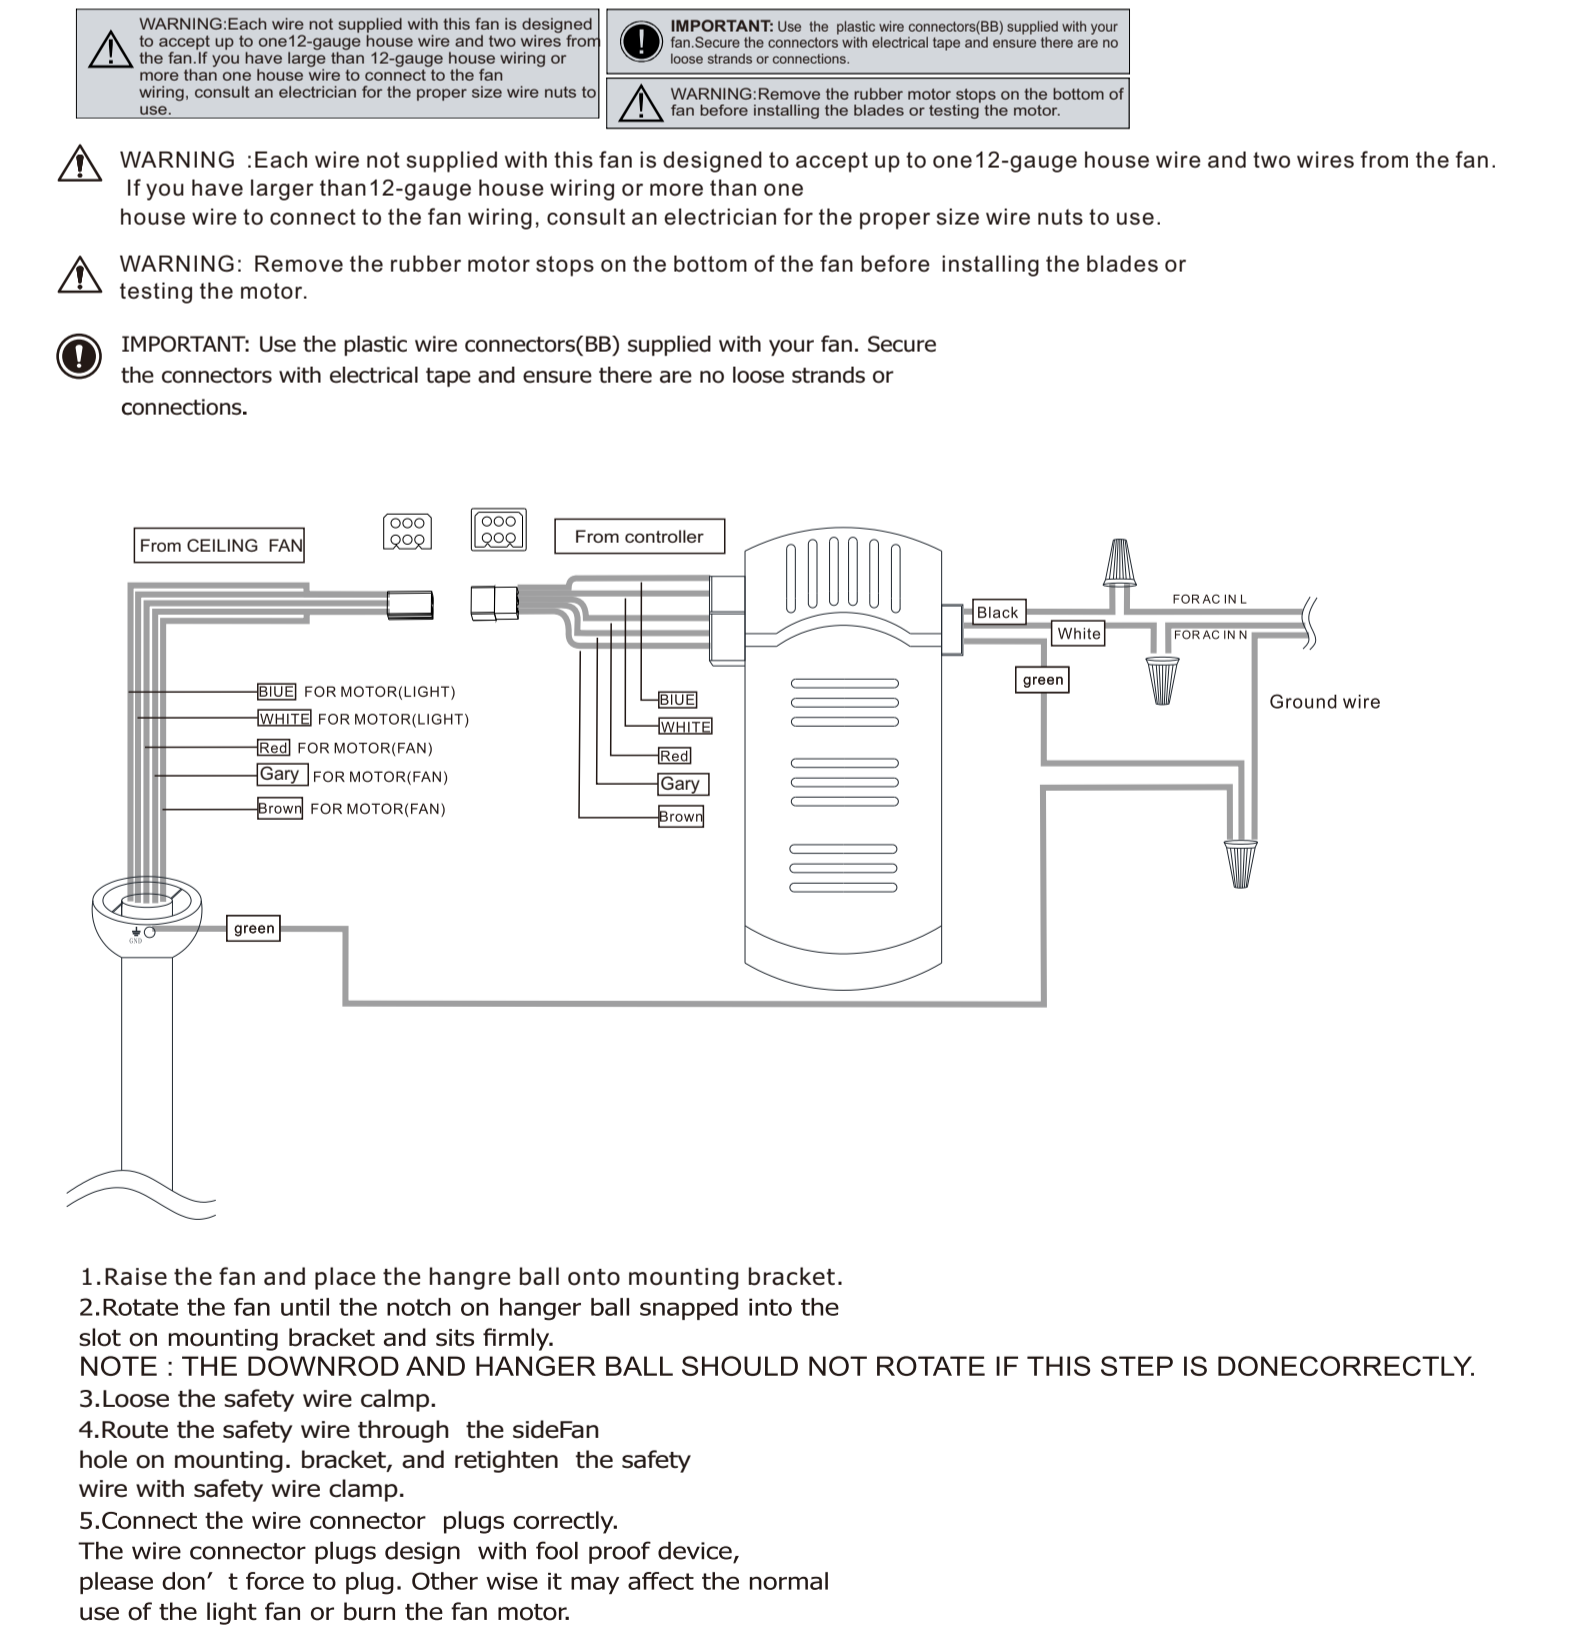 WARNING:Each wire not supplied with this fan is designed
to accept up to one12-gauge house wire and two wires from
the fan.If you have large than 12-gauge house wiring or
more than one house wire to connect to the fan
wiring, consult an electrician for the proper size wire nuts to
use.
IMPORTANT: Use the plastic wire connectors(BB) supplied with your
fan.Secure the connectors with electrical tape and ensure there are no
loose strands or connections.
WARNING:Remove the rubber motor stops on the bottom of
fan before installing the blades or testing the motor.
WARNING :Each wire not supplied with this fan is designed to accept up to one12-gauge house wire and two wires from the fan.
If you have larger than12-gauge house wiring or more than one
house wire to connect to the fan wiring, consult an electrician for the proper size wire nuts to use.
WARNING: Remove the rubber motor stops on the bottom of the fan before installing the blades or
testing the motor.
IMPORTANT: Use the plastic wire connectors(BB) supplied with your fan. Secure
the connectors with electrical tape and ensure there are no loose strands or
connections.
From CEILING FAN
From controller
Black
FOR AC IN L
White
FOR AC IN N
green
Ground wire
BIUE FOR MOTOR(LIGHT)
WHITE FOR MOTOR(LIGHT)
Red FOR MOTOR(FAN)
Gary FOR MOTOR(FAN)
Brown FOR MOTOR(FAN)
BIUE
WHITE
Red
Gary
Brown
GND
green
1.Raise the fan and place the hangre ball onto mounting bracket.
2.Rotate the fan until the notch on hanger ball snapped into the
slot on mounting bracket and sits firmly.
NOTE : THE DOWNROD AND HANGER BALL SHOULD NOT ROTATE IF THIS STEP IS DONECORRECTLY.
3.Loose the safety wire calmp.
4.Route the safety wire through the sideFan
hole on mounting. bracket, and retighten the safety
wire with safety wire clamp.
5.Connect the wire connector plugs correctly.
The wire connector plugs design with fool proof device,
please don’ t force to plug. Other wise it may affect the normal
use of the light fan or burn the fan motor.